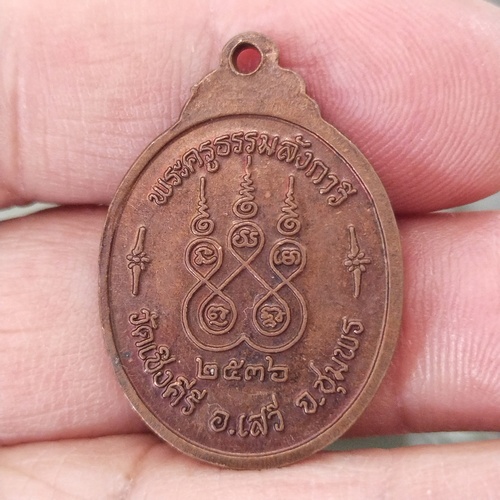 พระครูธรรมลังการี
๒๕๓๖
วัดเชิงคีรี อ.เสวี จ.ชุมพร